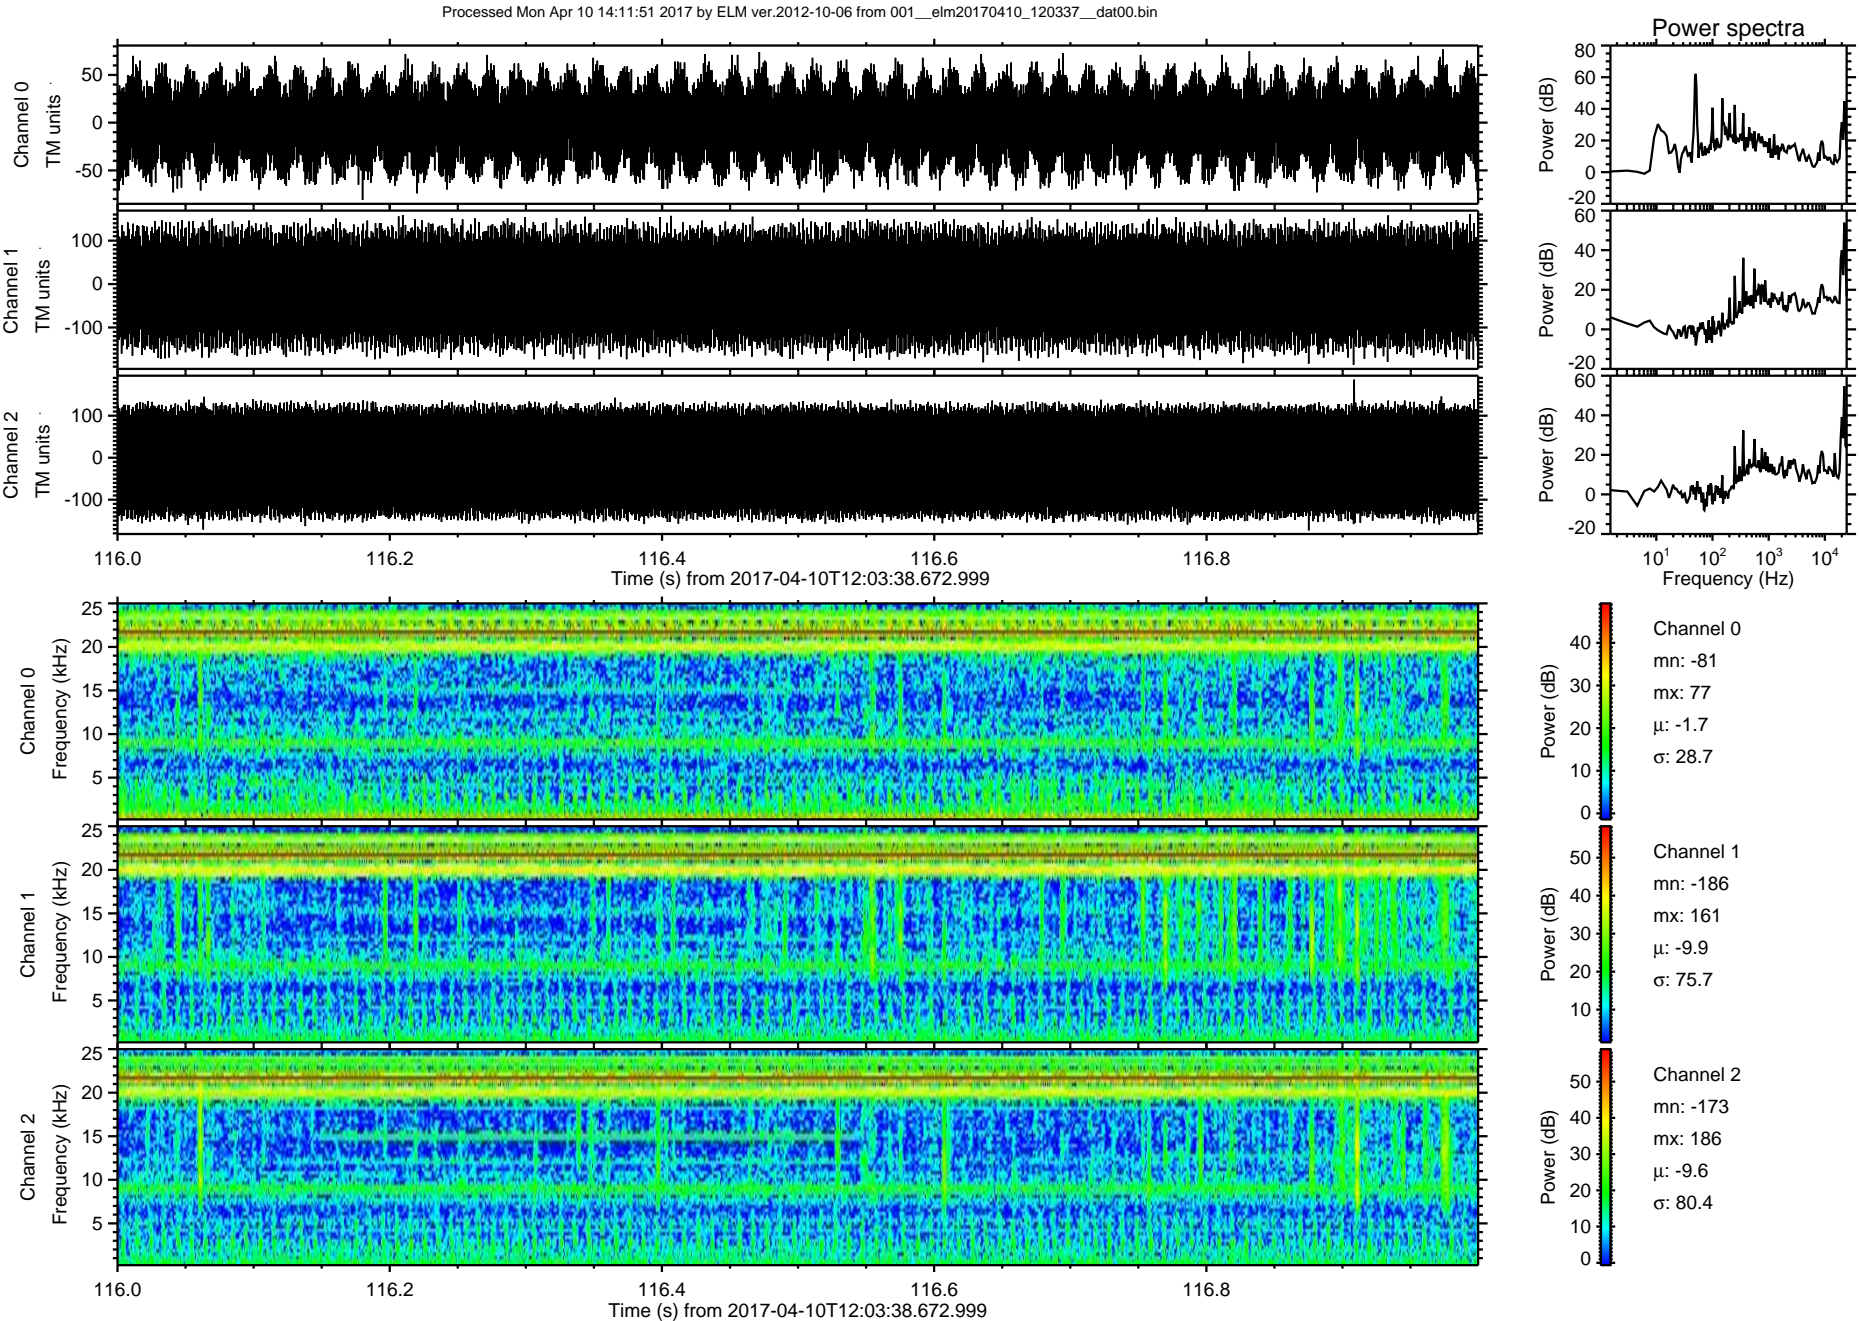 Processed Mon Apr 10 14:11:51 2017 by ELM ver.2012-10-06 from 001__elm20170410_120337__dat00.bin
Power spectra
Channel 0
TM units
50
0
-50
Power (dB)
80
60
40
20
0
-20
Channel 1
TM units
100
0
-100
Power (dB)
60
40
20
0
-20
Channel 2
TM units
100
0
-100
Power (dB)
60
40
20
0
-20
116.0 116.2 116.4 116.6 116.8
Time (s) from 2017-04-10T12:03:38.672.999
10¹ 10² 10³ 10⁴
Frequency (Hz)
Channel 0
Frequency (kHz)
25
20
15
10
5
Power (dB)
40
30
20
10
0
Channel 0
mn: -81
mx: 77
μ: -1.7
σ: 28.7
Channel 1
Frequency (kHz)
25
20
15
10
5
Power (dB)
50
40
30
20
10
Channel 1
mn: -186
mx: 161
μ: -9.9
σ: 75.7
Channel 2
Frequency (kHz)
25
20
15
10
5
Power (dB)
50
40
30
20
10
0
Channel 2
mn: -173
mx: 186
μ: -9.6
σ: 80.4
116.0 116.2 116.4 116.6 116.8
Time (s) from 2017-04-10T12:03:38.672.999